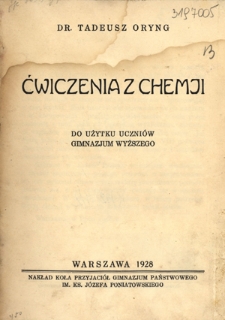 3197005
DR. TADEUSZ ORYNG
B
ĆWICZENIA Z CHEMJI
DO UŻYTKU UCZNIÓW
GIMNAZJUM WYŻSZEGO
WARSZAWA 1928
NAKŁAD KOŁA PRZYJACIÓŁ GIMNAZJUM PAŃSTWOWEGO
IM. KS. JÓZEFA PONIATOWSKIEGO